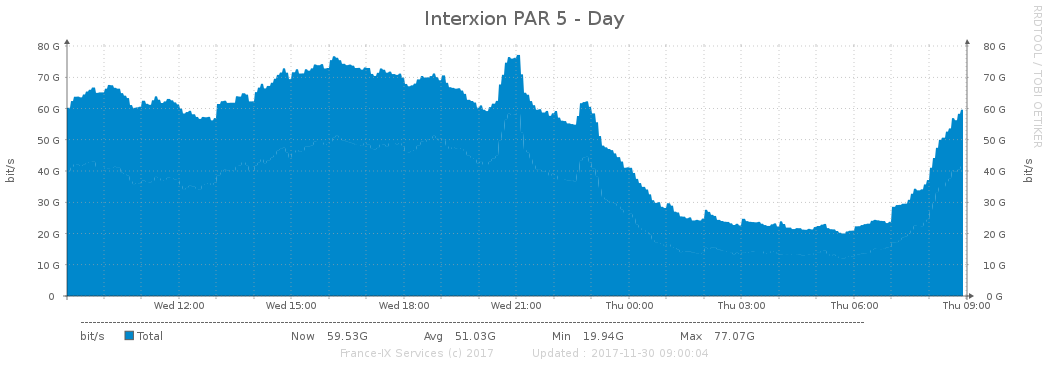 Interxion PAR 5 - Day
RRDTOOL / TOBI OETIKER
80 G 80 G
70 G 70 G
60 G 60 G
50 G 50 G
40 G 40 G
30 G 30 G
20 G 20 G
10 G 10 G
0 0 G
bit/s bit/s
Wed 12:00 Wed 15:00 Wed 18:00 Wed 21:00 Thu 00:00 Thu 03:00 Thu 06:00 Thu 09:00
bit/s Total Now 59.53G Avg 51.03G Min 19.94G Max 77.07G
France-IX Services (c) 2017 Updated : 2017-11-30 09:00:04